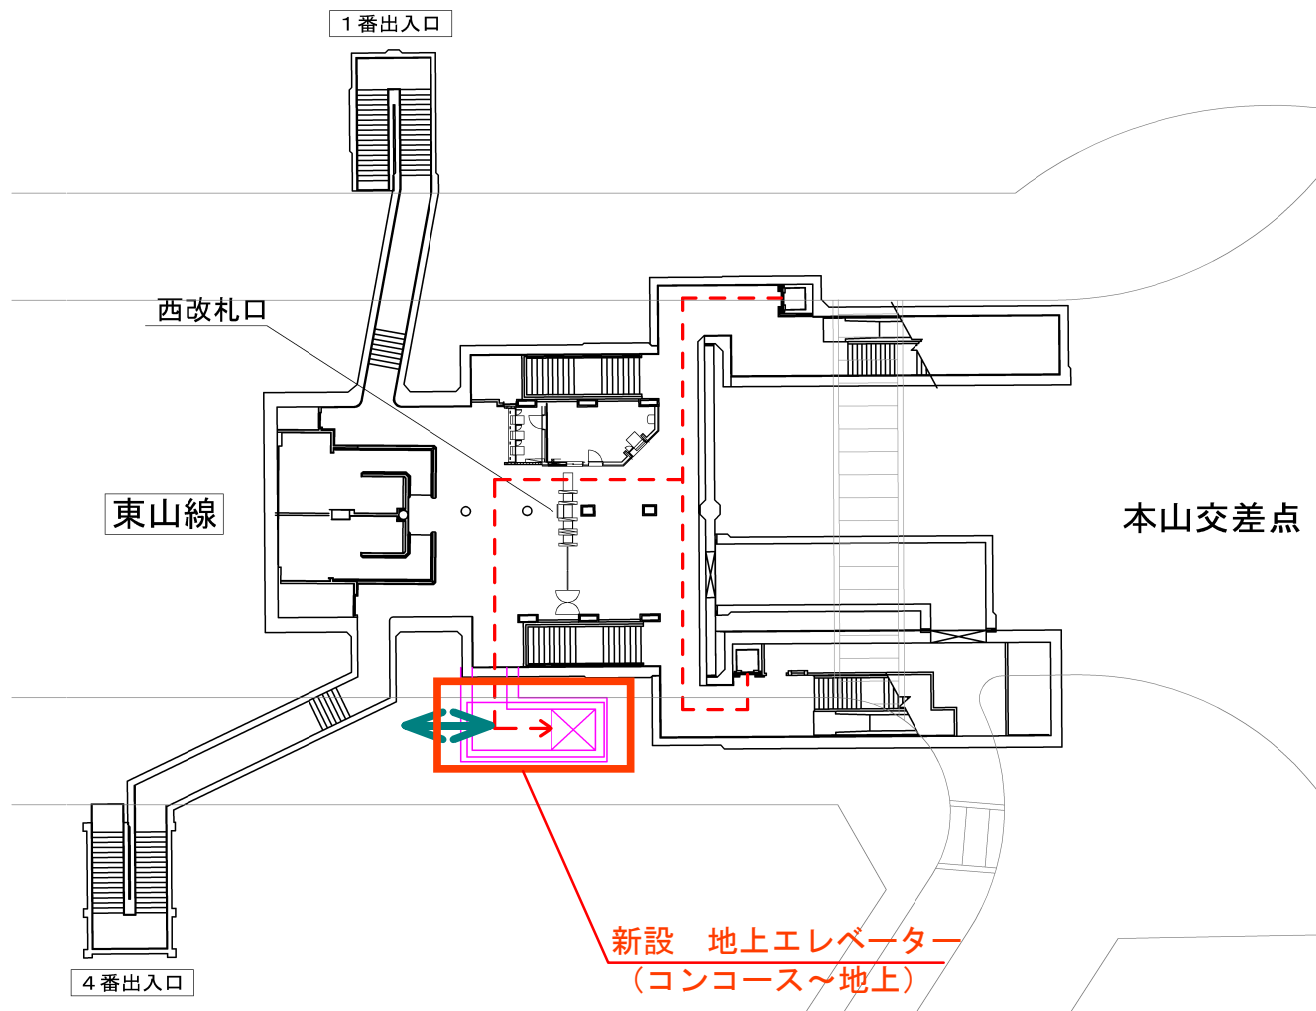 １番出入口
西改札口
東山線
本山交差点
新設　地上エレベーター
（コンコース～地上）
４番出入口